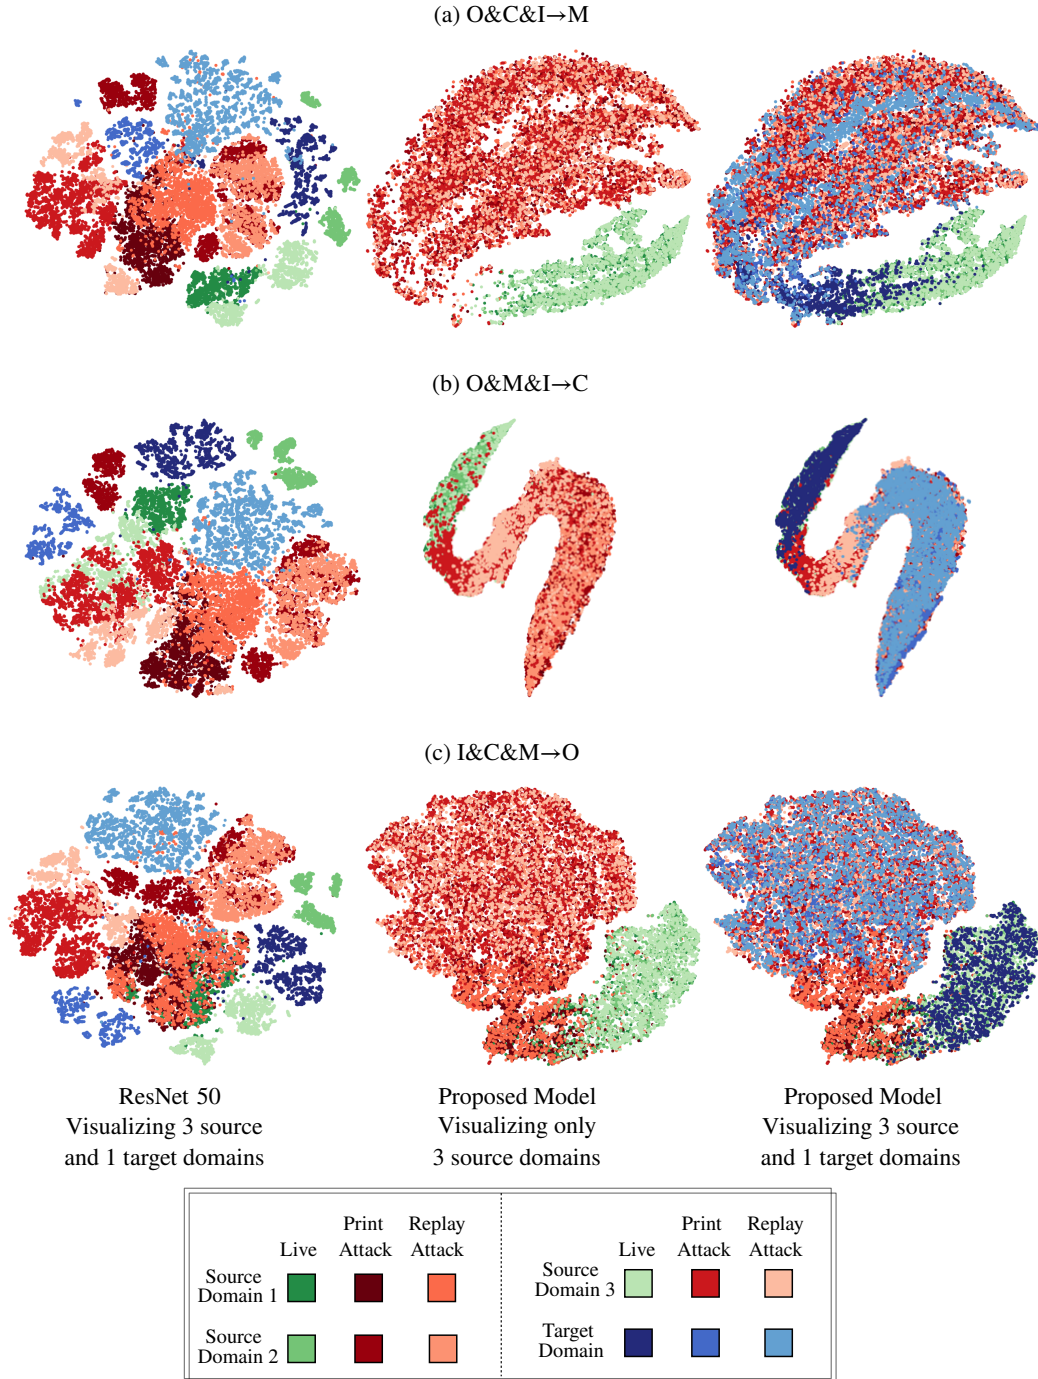 (a) O&C&I→M
(b) O&M&I→C
(c) I&C&M→O
ResNet 50
Visualizing 3 source
and 1 target domains
Proposed Model
Visualizing only
3 source domains
Proposed Model
Visualizing 3 source
and 1 target domains
Live
Print
Attack
Replay
Attack
Source
Domain 1
Source
Domain 2
Live
Print
Attack
Replay
Attack
Source
Domain 3
Target
Domain